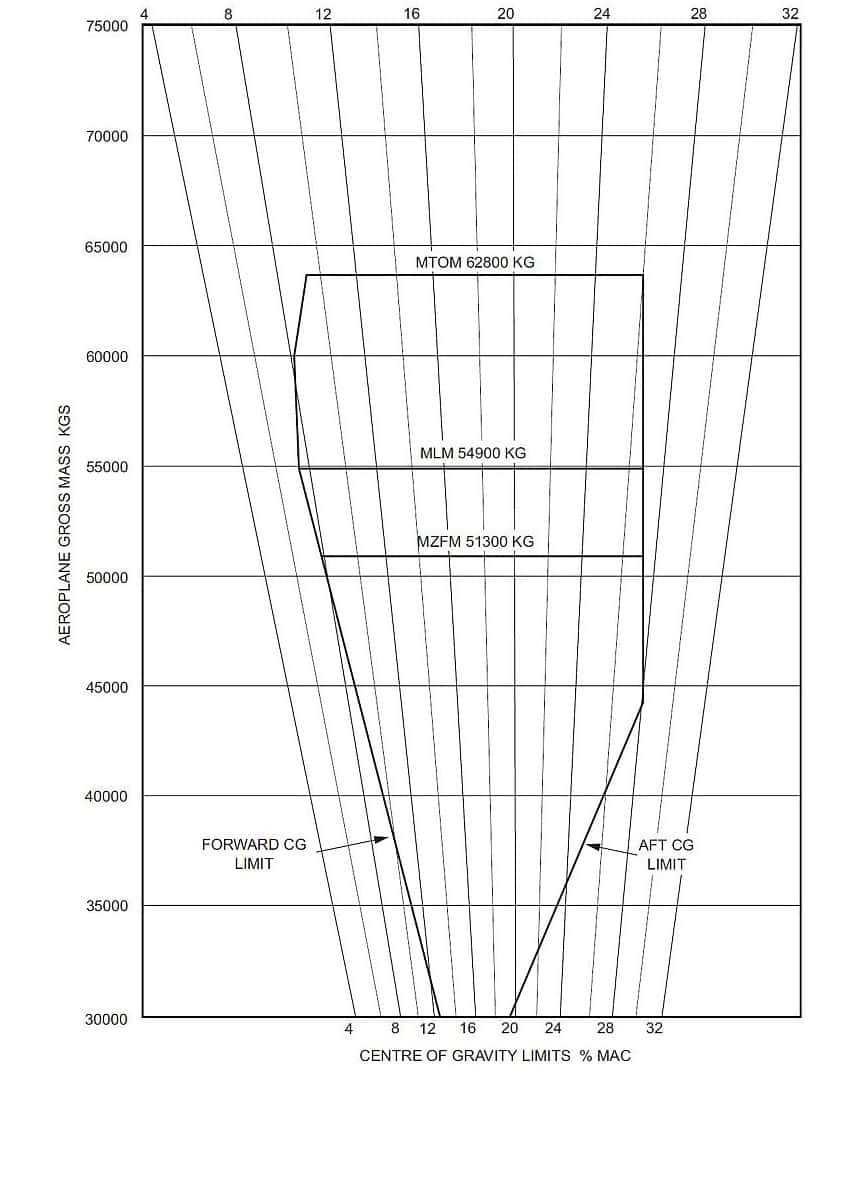 4 8 12 16 20 24 28 32
75000
70000
65000
MTOM 62800 KG
60000
MLM 54900 KG
55000
MZFM 51300 KG
50000
45000
40000
FORWARD CG
LIMIT
AFT CG
LIMIT
35000
30000
4 8 12 16 20 24 28 32
CENTRE OF GRAVITY LIMITS % MAC
AEROPLANE GROSS MASS KGS